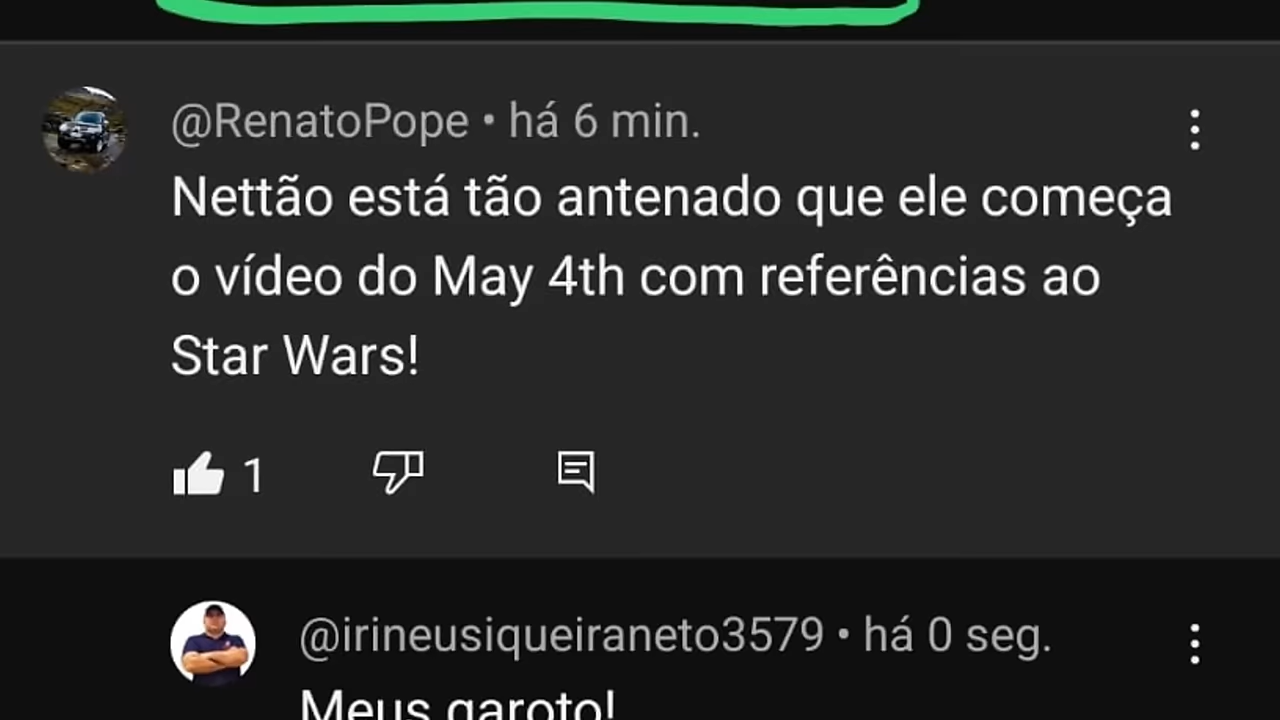 @RenatoPope • há 6 min.
Nettão está tão antenado que ele começa
o vídeo do May 4th com referências ao
Star Wars!
1
@irineusiqueiraneto3579 • há 0 seg.
Meus garoto!